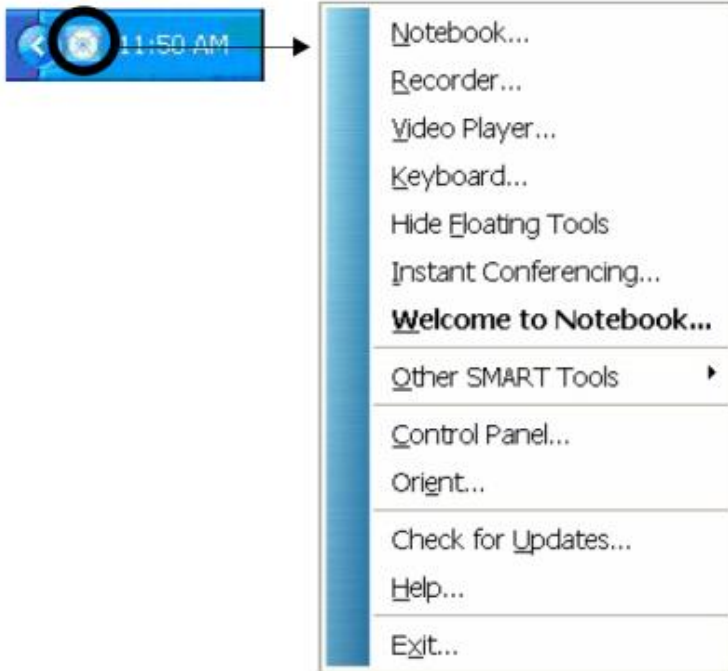 11:50 AM
Notebook...
Recorder...
Video Player...
Keyboard...
Hide Floating Tools
Instant Conferencing...
Welcome to Notebook...
Other SMART Tools
Control Panel...
Orient...
Check for Updates...
Help...
Exit...